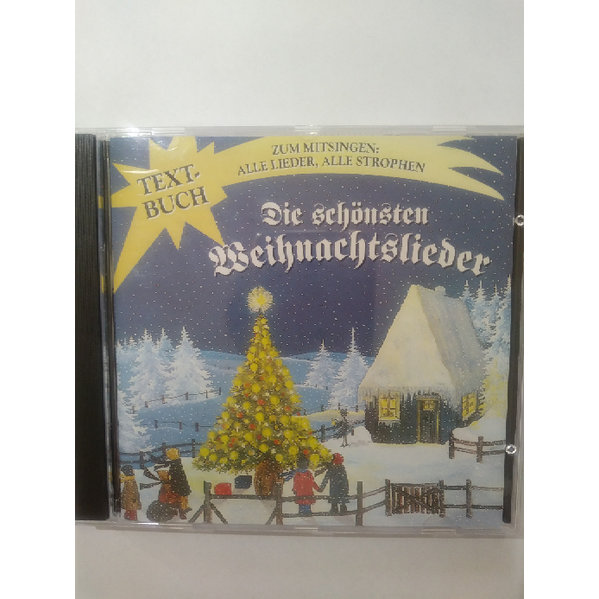 TEXT-
BUCH
ZUM MITSINGEN:
ALLE LIEDER, ALLE STROPHEN
Die schönsten
Weihnachtslieder